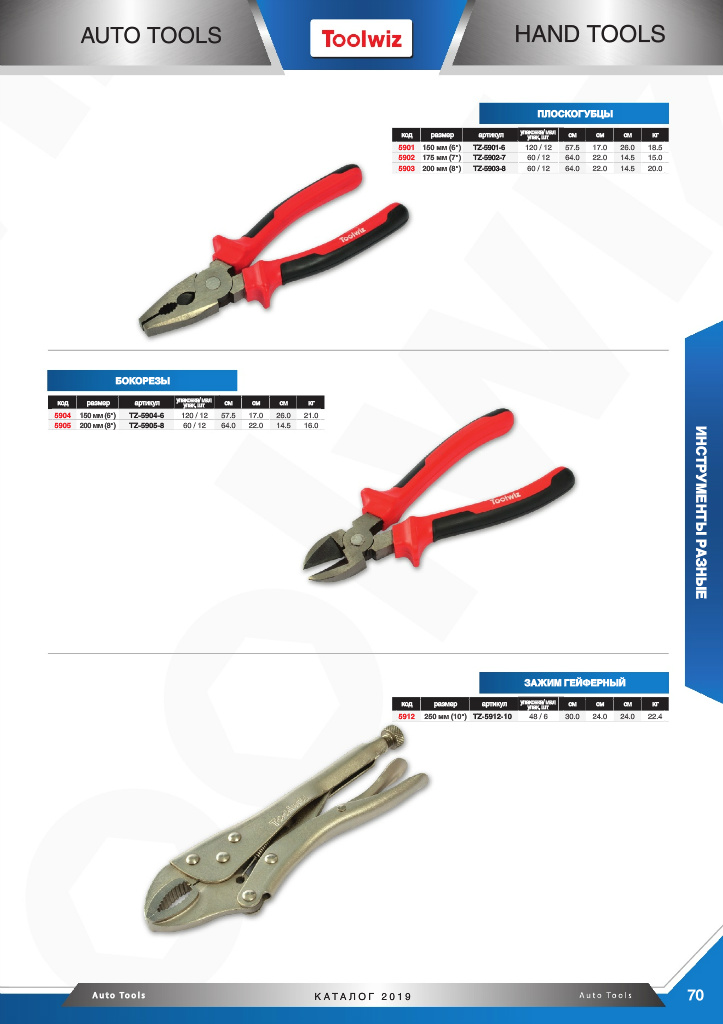 AUTO TOOLS
Toolwiz
HAND TOOLS
ПЛОСКОГУБЦЫ
код размер артикул упаковка/ мал упак, шт см см см кг
5901 150 мм (6") TZ-5901-6 120 / 12 57.5 17.0 26.0 18.5
5902 175 мм (7") TZ-5902-7 60 / 12 64.0 22.0 14.5 15.0
5903 200 мм (8") TZ-5903-8 60 / 12 64.0 22.0 14.5 20.0
Toolwiz
БОКОРЕЗЫ
код размер артикул упаковка/ мал упак, шт см см см кг
5904 150 мм (6") TZ-5904-6 120 / 12 57.5 17.0 26.0 21.0
5905 200 мм (8") TZ-5905-8 60 / 12 64.0 22.0 14.5 16.0
Toolwiz
ИНСТРУМЕНТЫ РАЗНЫЕ
ЗАЖИМ ГЕЙФЕРНЫЙ
код размер артикул упаковка/ мал упак, шт см см см кг
5912 250 мм (10") TZ-5912-10 48 / 6 30.0 24.0 24.0 22.4
Auto Tools
КАТАЛОГ 2019
Auto Tools
70